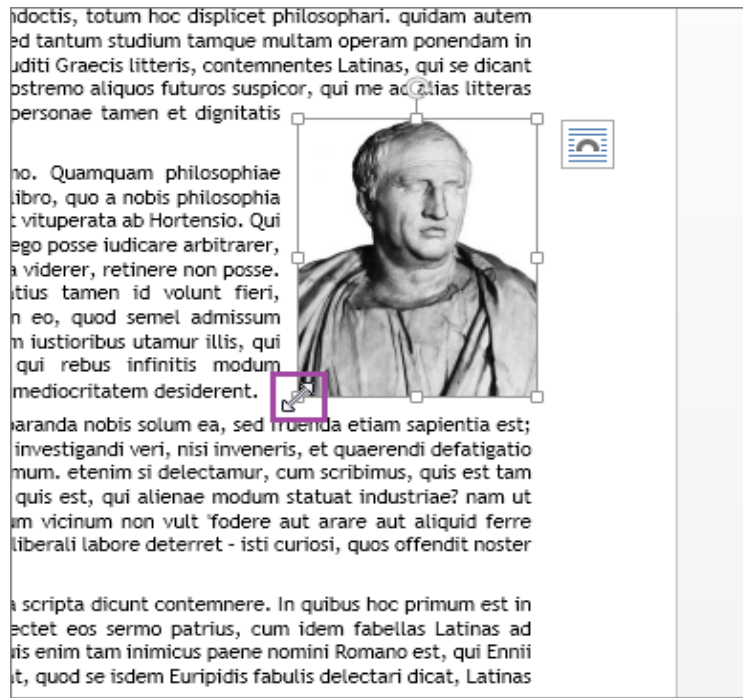 ndoctis, totum hoc displicet philosophari. quidam autem
ed tantum studium tamque multam operam ponendam in
uditi Graecis litteris, contemnentes Latinas, qui se dicant
ostremo aliquos futuros suspicor, qui me ad alias litteras
personae tamen et dignitatis
no. Quamquam philosophiae
libro, quo a nobis philosophia
t vituperata ab Hortensio. Qui
ego posse iudicare arbitrarer,
a viderer, retinere non posse.
atius tamen id volunt fieri,
n eo, quod semel admissum
m iustioribus utamur illis, qui
qui rebus infinitis modum
mediocritatem desiderent.
paranda nobis solum ea, sed fruenda etiam sapientia est;
investigandi veri, nisi inveneris, et quaerendi defatigatio
mum. etenim si delectamur, cum scribimus, quis est tam
quis est, qui alienae modum statuat industriae? nam ut
um vicinum non vult 'fodere aut arare aut aliquid ferre
liberali labore deterret - isti curiosi, quos offendit noster
a scripta dicunt contemnere. In quibus hoc primum est in
ectet eos sermo patrius, cum idem fabellas Latinas ad
uis enim tam inimicus paene nomini Romano est, qui Ennii
t, quod se isdem Euripidis fabulis delectari dicat, Latinas